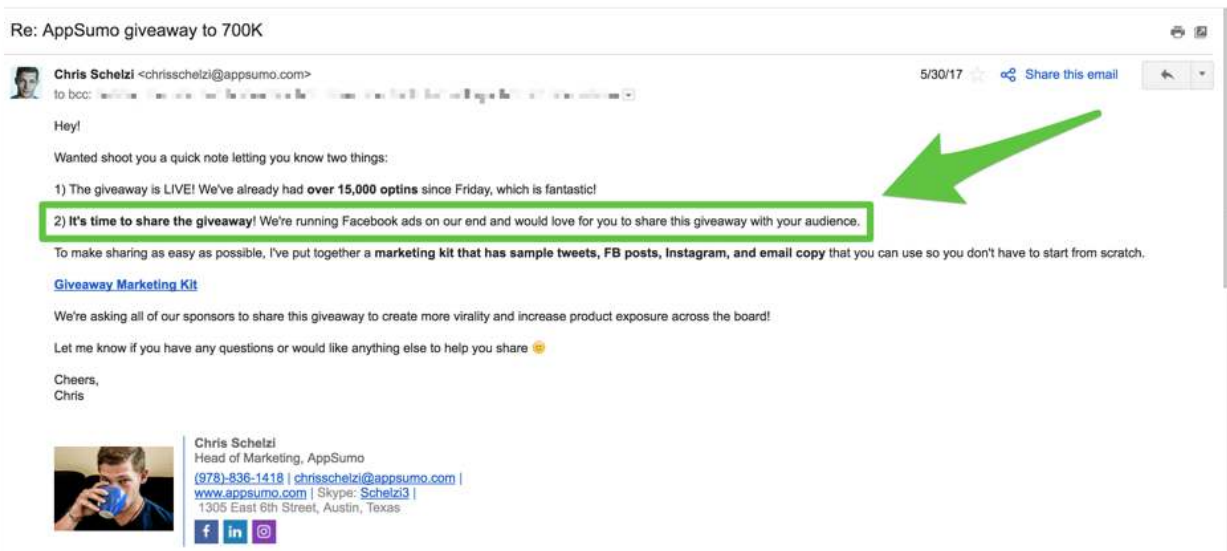 Re: AppSumo giveaway to 700K
Chris Schelzi <chrisschelzi@appsumo.com>
5/30/17
Share this email
to bcc:
Hey!
Wanted shoot you a quick note letting you know two things:
1) The giveaway is LIVE! We've already had over 15,000 optins since Friday, which is fantastic!
2) It's time to share the giveaway! We're running Facebook ads on our end and would love for you to share this giveaway with your audience.
To make sharing as easy as possible, I've put together a marketing kit that has sample tweets, FB posts, Instagram, and email copy that you can use so you don't have to start from scratch.
Giveaway Marketing Kit
We're asking all of our sponsors to share this giveaway to create more virality and increase product exposure across the board!
Let me know if you have any questions or would like anything else to help you share
Cheers,
Chris
Chris Schelzi
Head of Marketing, AppSumo
(978)-836-1418 | chrisschelzi@appsumo.com |
www.appsumo.com | Skype: Schelzi3 |
1305 East 6th Street, Austin, Texas
f in